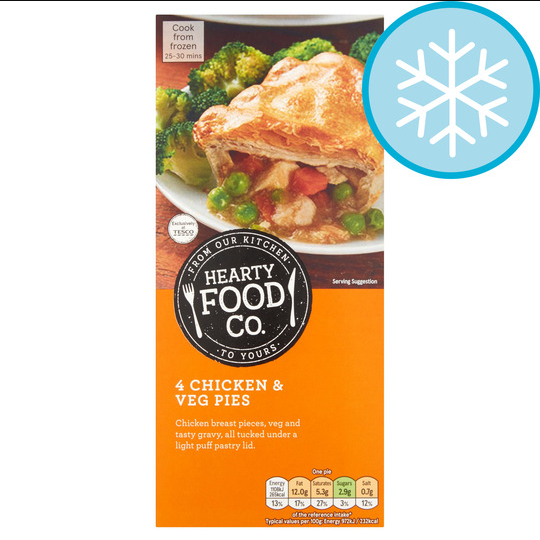 Cook
from
frozen
25-30 mins
Exclusively
at
TESCO
·FROM OUR KITCHEN·
HEARTY
FOOD
Co.
·TO YOURS·
Serving Suggestion
4 CHICKEN &
VEG PIES
Chicken breast pieces, veg and
tasty gravy, all tucked under a
light puff pastry lid.
One pie
Energy Fat Saturates Sugars Salt
1108kJ
265kcal 12.0g 5.3g 2.9g 0.7g
13% 17% 27% 3% 12%
of the reference intake*
Typical values per 100g: Energy 972kJ / 232kcal